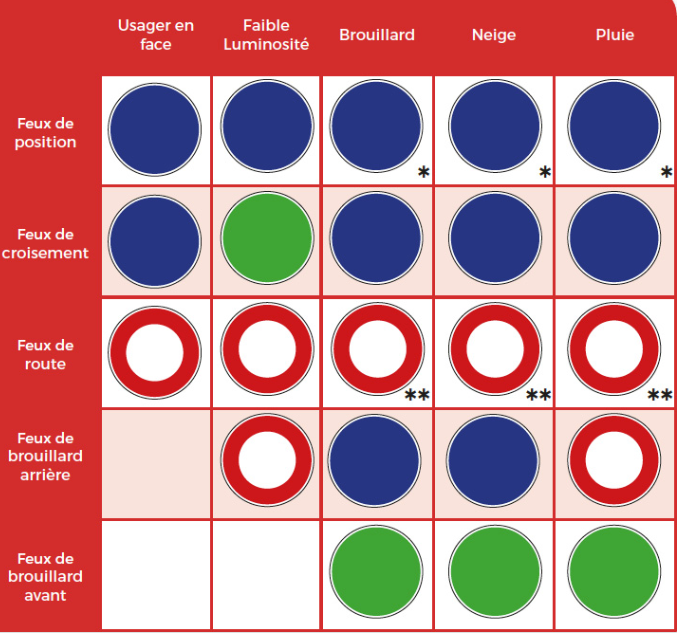 Usager en
face
Faible
Luminosité
Brouillard
Neige
Pluie
Feux de
position
*
*
*
Feux de
croisement
Feux de
route
**
**
**
Feux de
brouillard
arrière
Feux de
brouillard
avant